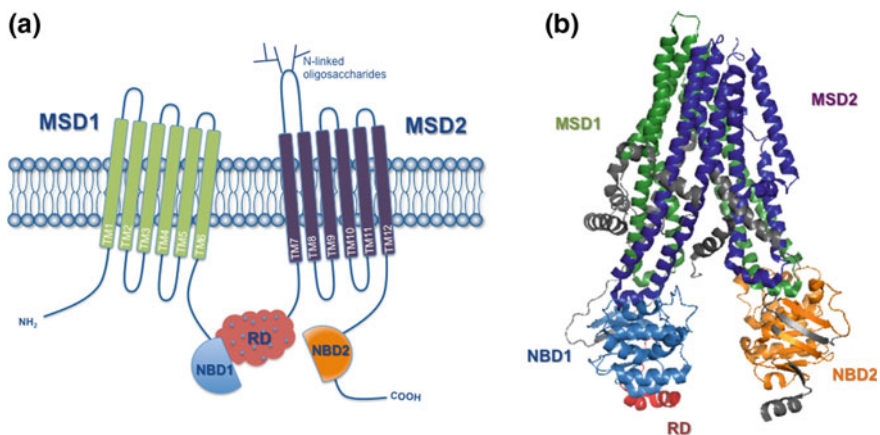 (a)
N-linked
oligosaccharides
MSD1
MSD2
TM1
TM2
TM3
TM4
TM5
TM6
TM7
TM8
TM9
TM10
TM11
TM12
NH₂
RD
NBD1
NBD2
COOH
(b)
MSD1
MSD2
NBD1
NBD2
RD